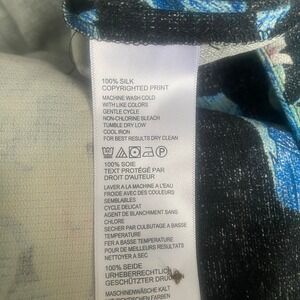 100% SILK
COPYRIGHTED PRINT
MACHINE WASH COLD
WITH LIKE COLORS
GENTLE CYCLE
NON-CHLORINE BLEACH
TUMBLE DRY LOW
COOL IRON
FOR BEST RESULTS DRY CLEAN
100% SOIE
TEXT PROTÉGÉ PAR
DROIT D'AUTEUR
LAVER A LA MACHINE A L'EAU
FROIDE AVEC DES COULEURS
SEMBLABLES
CYCLE DELICAT
AGENT DE BLANCHIMENT SANS
CHLORE
SECHER PAR CULBUTAGE A BASSE
TEMPERATURE
FER A BASSE TEMPERATURE
POUR DE MEILLEURS RESULTATS
NETTOYER A SEC
100% SEIDE
URHEBERRECHTLICH
GESCHÜTZTER
MASCHINENWÄSCHE KALT
FARBEN